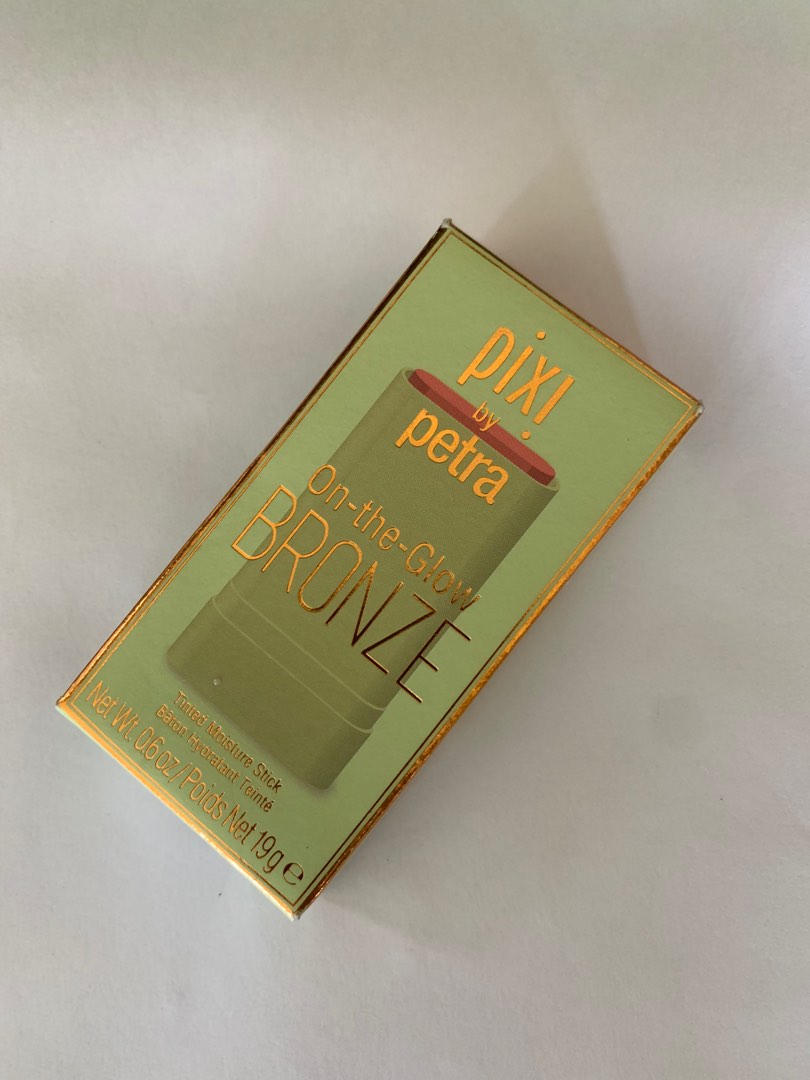 pixi
by
petra
On-the-Glow
BRONZE
Tinted Moisture Stick
Bâton Hydratant Teinté
Net Wt. 0.6 oz / Poids Net 19 g ℮